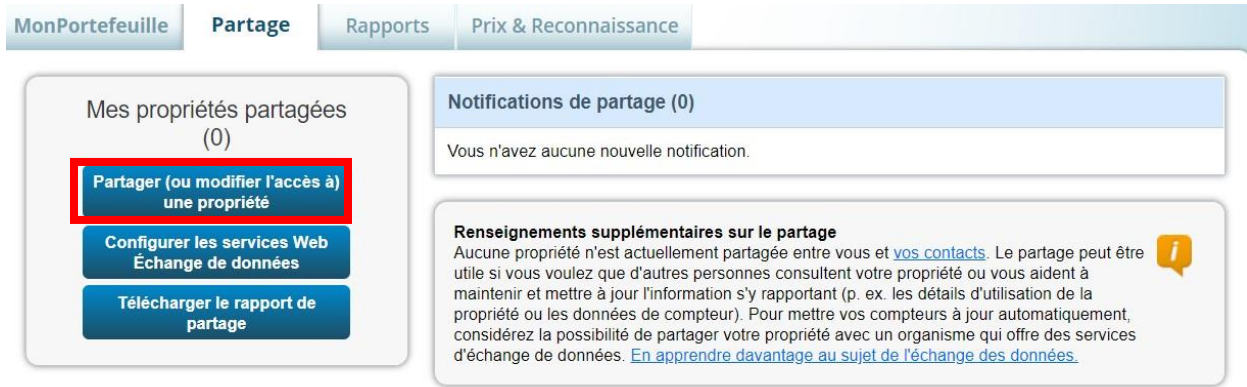 MonPortefeuille
Partage
Rapports
Prix & Reconnaissance
Mes propriétés partagées
(0)
Partager (ou modifier l'accès à)
une propriété
Configurer les services Web
Échange de données
Télécharger le rapport de
partage
Notifications de partage (0)
Vous n'avez aucune nouvelle notification.
Renseignements supplémentaires sur le partage
Aucune propriété n'est actuellement partagée entre vous et vos contacts. Le partage peut être
utile si vous voulez que d'autres personnes consultent votre propriété ou vous aident à
maintenir et mettre à jour l'information s'y rapportant (p. ex. les détails d'utilisation de la
propriété ou les données de compteur). Pour mettre vos compteurs à jour automatiquement,
considérez la possibilité de partager votre propriété avec un organisme qui offre des services
d'échange de données. En apprendre davantage au sujet de l'échange des données.
i